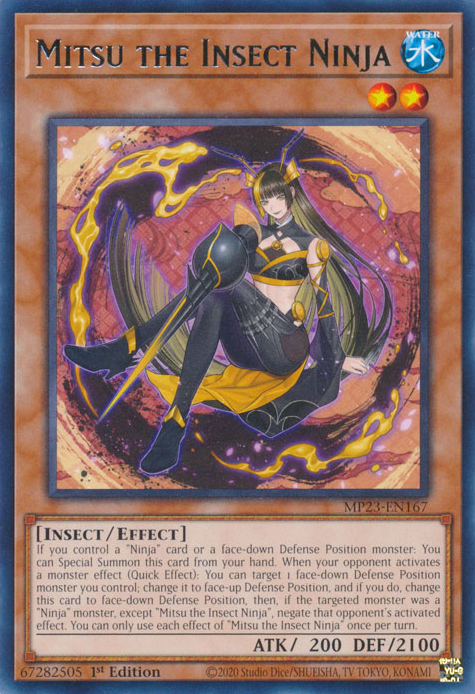 Mitsu the Insect Ninja
WATER
水
MP23-EN167
[Insect/Effect]
If you control a "Ninja" card or a face-down Defense Position monster: You
can Special Summon this card from your hand. When your opponent activates
a monster effect (Quick Effect): You can target 1 face-down Defense Position
monster you control; change it to face-up Defense Position, and if you do, change
this card to face-down Defense Position, then, if the targeted monster was a
"Ninja" monster, except "Mitsu the Insect Ninja", negate that opponent's activated
effect. You can only use each effect of "Mitsu the Insect Ninja" once per turn.
ATK/ 200 DEF/2100
67282505 1st Edition ©2020 Studio Dice/SHUEISHA, TV TOKYO, KONAMI